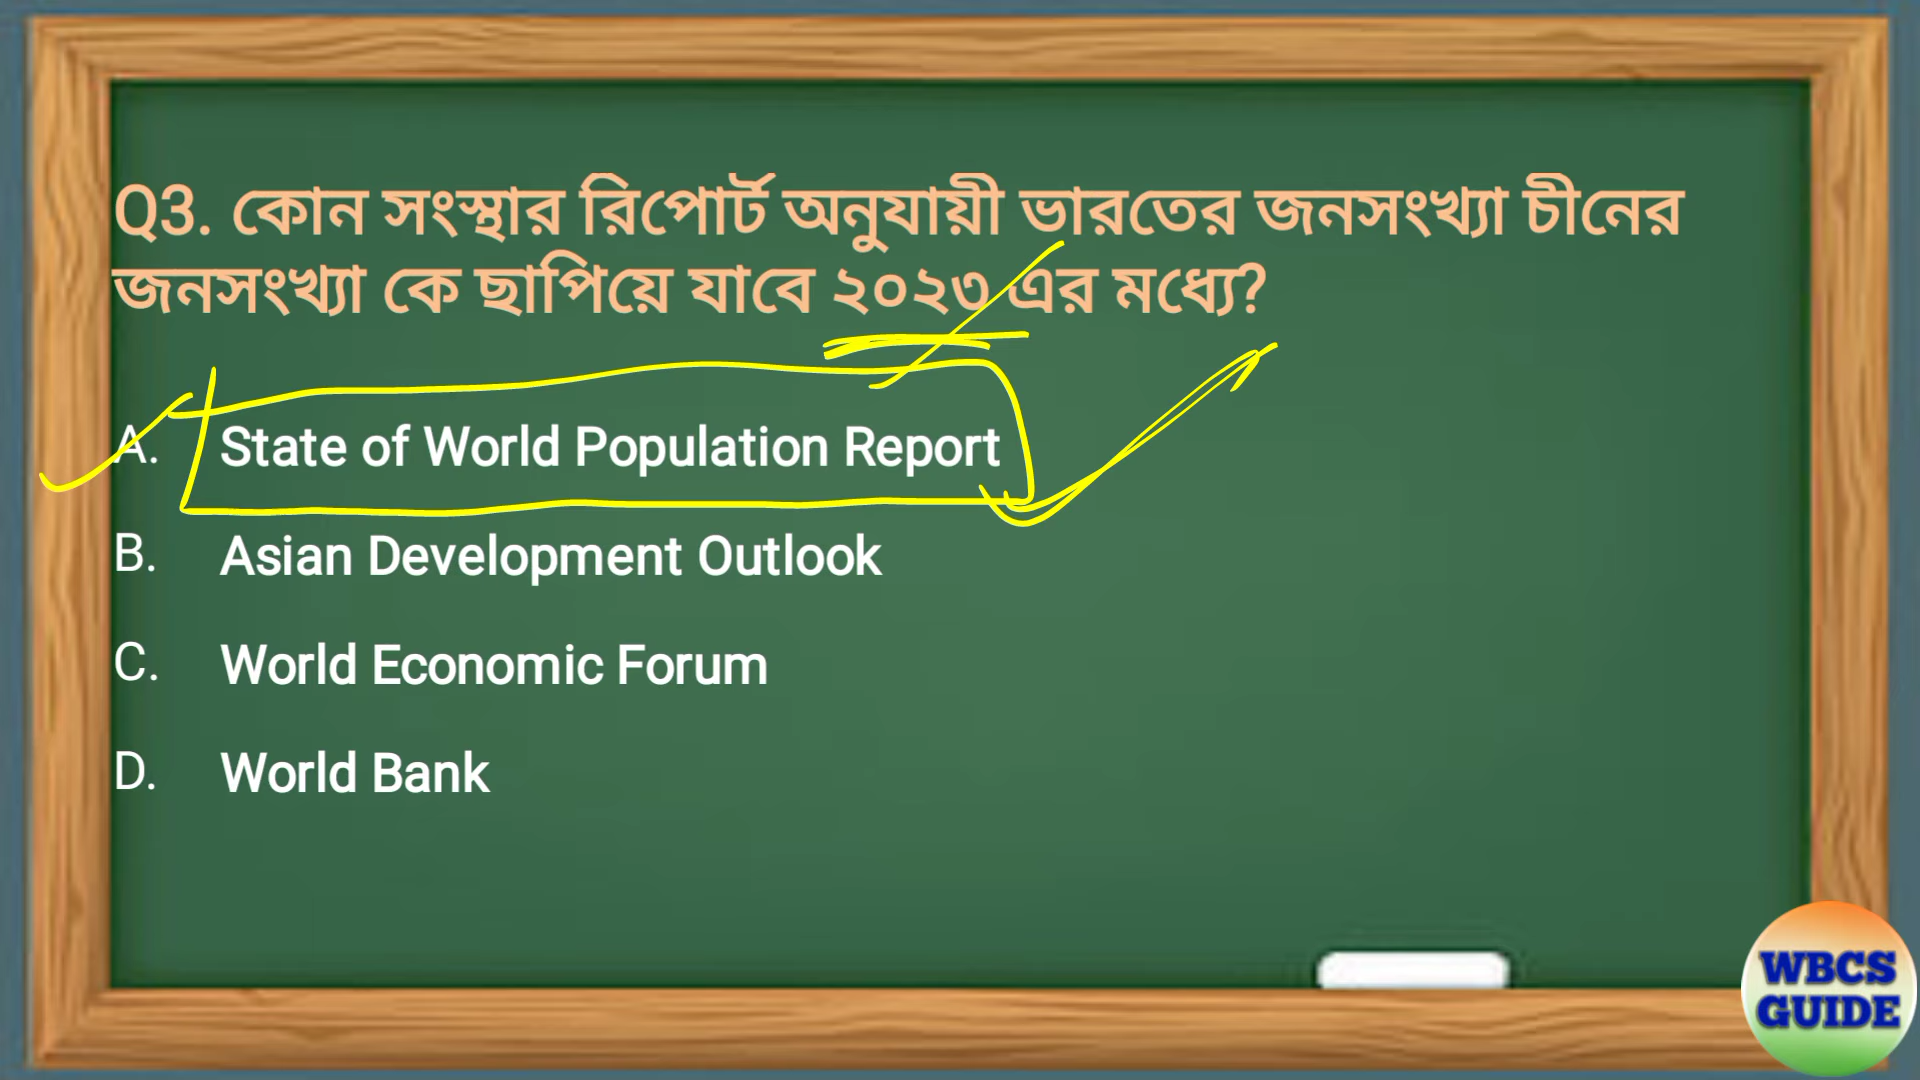 Q3. কোন সংস্থার রিপোর্ট অনুযায়ী ভারতের জনসংখ্যা চীনের
জনসংখ্যা কে ছাপিয়ে যাবে ২০২৩ এর মধ্যে?
A. State of World Population Report
B. Asian Development Outlook
C. World Economic Forum
D. World Bank
WBCS
GUIDE